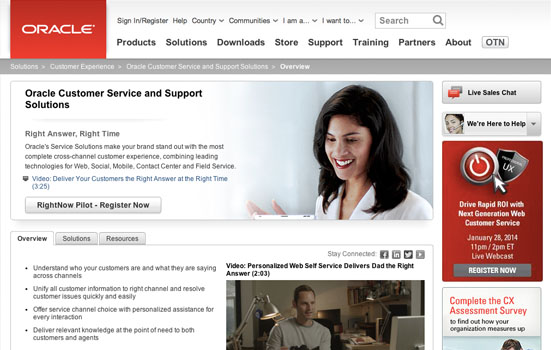 ORACLE
Sign In/Register Help Country Communities I am a... I want to... Search
Products Solutions Downloads Store Support Training Partners About OTN
Solutions » Customer Experience » Oracle Customer Service and Support Solutions » Overview
Oracle Customer Service and Support
Solutions
Right Answer, Right Time
Oracle's Service Solutions make your brand stand out with the most
complete cross-channel customer experience, combining leading
technologies for Web, Social, Mobile, Contact Center and Field Service.
Video: Deliver Your Customers the Right Answer at the Right Time
(3:25)
RightNow Pilot - Register Now
Live Sales Chat
We're Here to Help
UX
Drive Rapid ROI with
Next Generation Web
Customer Service
January 28, 2014
11am / 2pm ET
Live Webcast
REGISTER NOW
Complete the CX
Assessment Survey
to find out how your
organization measures up
Overview Solutions Resources
Stay Connected:
Understand who your customers are and what they are saying
across channels
Unify all customer information to right channel and resolve
customer issues quickly and easily
Offer service channel choice with personalized assistance for
every interaction
Deliver relevant knowledge at the point of need to both
customers and agents
Video: Personalized Web Self Service Delivers Dad the Right
Answer (2:03)